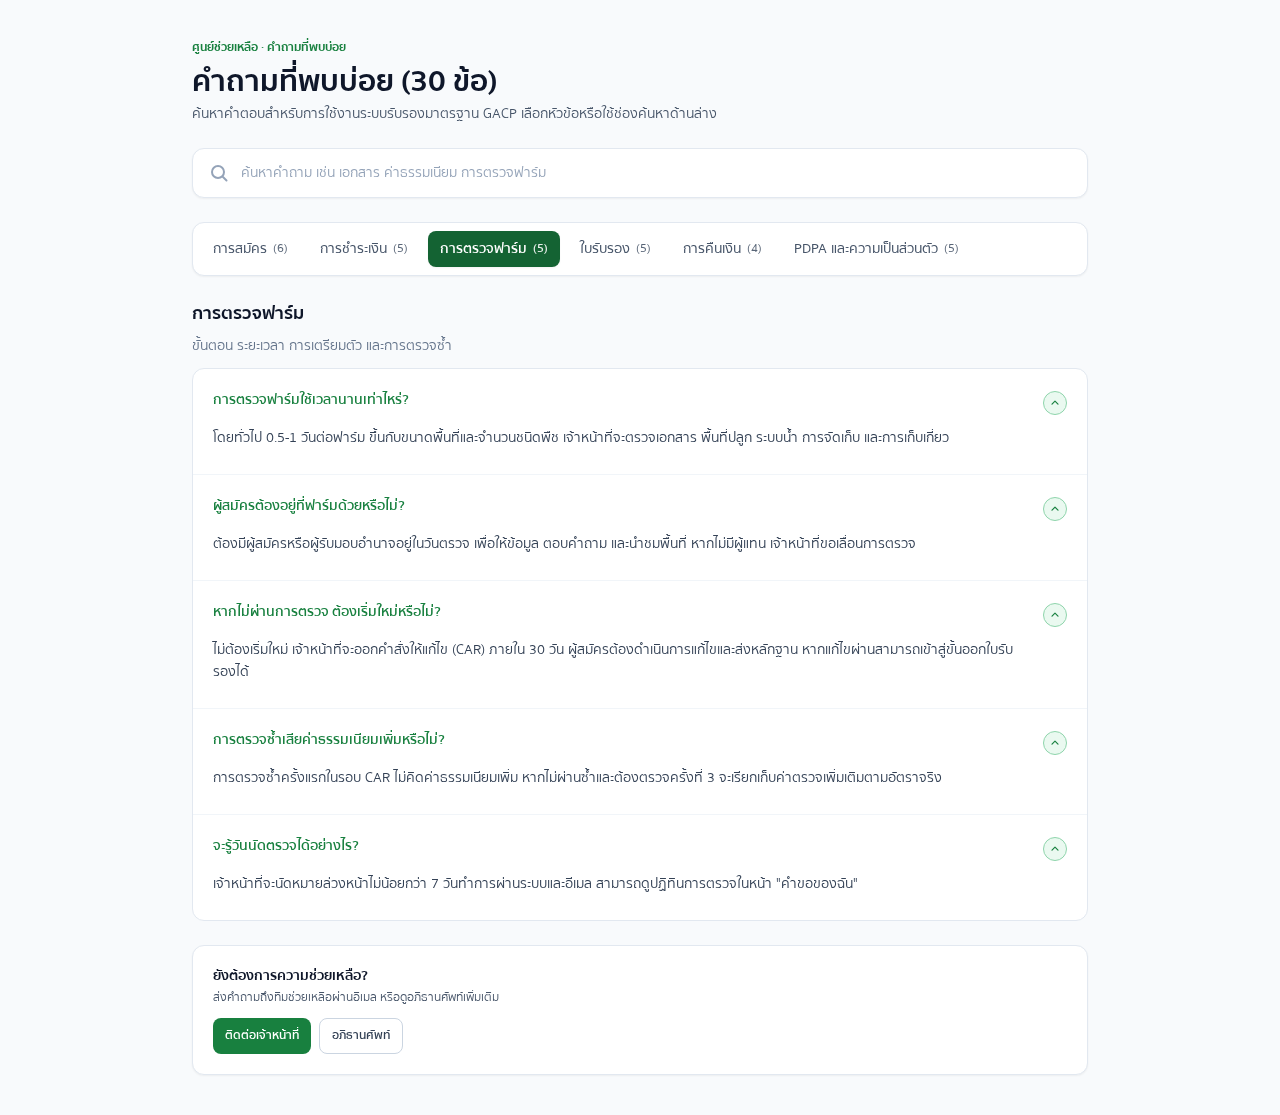 ศูนย์ช่วยเหลือ · คำถามที่พบบ่อย
คำถามที่พบบ่อย (30 ข้อ)
ค้นหาคำตอบสำหรับการใช้งานระบบรับรองมาตรฐาน GACP เลือกหัวข้อหรือใช้ช่องค้นหาด้านล่าง
ค้นหาคำถาม เช่น เอกสาร ค่าธรรมเนียม การตรวจฟาร์ม
การสมัคร (6) การชำระเงิน (5) การตรวจฟาร์ม (5) ใบรับรอง (5) การคืนเงิน (4) PDPA และความเป็นส่วนตัว (5)
การตรวจฟาร์ม
ขั้นตอน ระยะเวลา การเตรียมตัว และการตรวจซ้ำ
การตรวจฟาร์มใช้เวลานานเท่าไหร่?
โดยทั่วไป 0.5-1 วันต่อฟาร์ม ขึ้นกับขนาดพื้นที่และจำนวนชนิดพืช เจ้าหน้าที่จะตรวจเอกสาร พื้นที่ปลูก ระบบน้ำ การจัดเก็บ และการเก็บเกี่ยว
ผู้สมัครต้องอยู่ที่ฟาร์มด้วยหรือไม่?
ต้องมีผู้สมัครหรือผู้รับมอบอำนาจอยู่ในวันตรวจ เพื่อให้ข้อมูล ตอบคำถาม และนำชมพื้นที่ หากไม่มีผู้แทน เจ้าหน้าที่ขอเลื่อนการตรวจ
หากไม่ผ่านการตรวจ ต้องเริ่มใหม่หรือไม่?
ไม่ต้องเริ่มใหม่ เจ้าหน้าที่จะออกคำสั่งให้แก้ไข (CAR) ภายใน 30 วัน ผู้สมัครต้องดำเนินการแก้ไขและส่งหลักฐาน หากแก้ไขผ่านสามารถเข้าสู่ขั้นออกใบรับ
รองได้
การตรวจซ้ำเสียค่าธรรมเนียมเพิ่มหรือไม่?
การตรวจซ้ำครั้งแรกในรอบ CAR ไม่คิดค่าธรรมเนียมเพิ่ม หากไม่ผ่านซ้ำและต้องตรวจครั้งที่ 3 จะเรียกเก็บค่าตรวจเพิ่มเติมตามอัตราจริง
จะรู้วันนัดตรวจได้อย่างไร?
เจ้าหน้าที่จะนัดหมายล่วงหน้าไม่น้อยกว่า 7 วันทำการผ่านระบบและอีเมล สามารถดูปฏิทินการตรวจในหน้า "คำขอของฉัน"
ยังต้องการความช่วยเหลือ?
ส่งคำถามถึงทีมช่วยเหลือผ่านอีเมล หรือดูอภิธานศัพท์เพิ่มเติม
ติดต่อเจ้าหน้าที่ อภิธานศัพท์